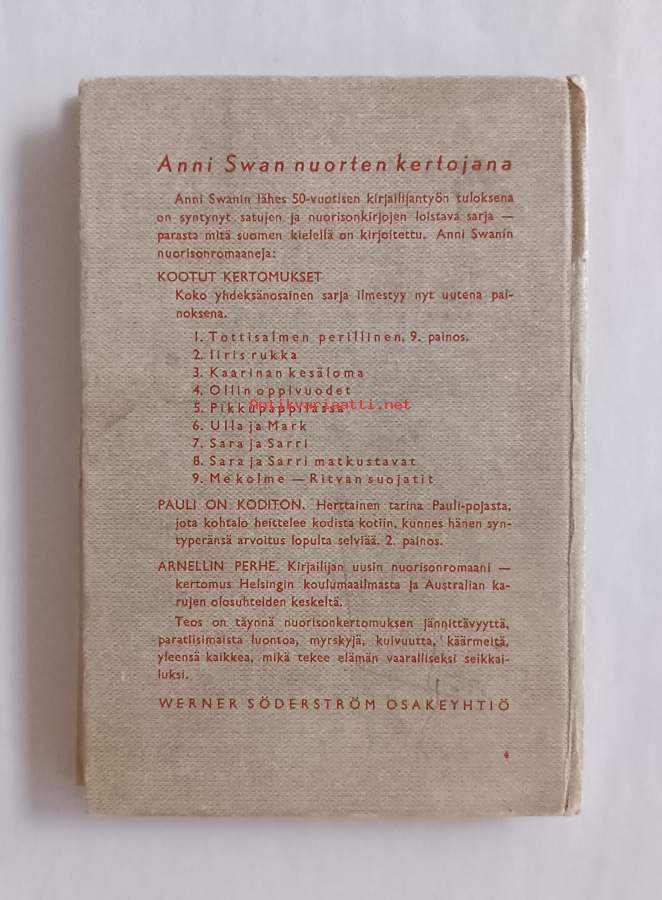 Anni Swan nuorten kertojana
Anni Swanin lähes 50-vuotisen kirjailijantyön tuloksena
on syntynyt satujen ja nuorisonkirjojen loistava sarja —
parasta mitä suomen kielellä on kirjoitettu. Anni Swanin
nuorisonromaaneja:
KOOTUT KERTOMUKSET
Koko yhdeksänosainen sarja ilmestyy nyt uutena pai-
noksena.
1. Tottisalmen perillinen, 9. painos.
2. Iiris rukka
3. Kaarinan kesäloma
4. Ollin oppivuodet
5. Pikkupappilassa
Antikvariaatti.net
6. Ulla ja Mark
7. Sara ja Sarri
8. Sara ja Sarri matkustavat
9. Me kolme — Ritvan suojatit
PAULI ON KODITON. Herttainen tarina Pauli-pojasta,
jota kohtalo heittelee kodista kotiin, kunnes hänen syn-
typeränsä arvoitus lopulta selviää. 2. painos.
ARNELLIN PERHE. Kirjailijan uusin nuorisonromaani —
kertomus Helsingin koulumaailmasta ja Australian ka-
rujen olosuhteiden keskeltä.
Teos on täynnä nuorisonkertomuksen jännittävyyttä,
paratiisimaista luontoa, myrskyjä, kuivuutta, käärmeitä,
yleensä kaikkea, mikä tekee elämän vaaralliseksi seikkai-
luksi.
WERNER SÖDERSTRÖM OSAKEYHTIÖ
4